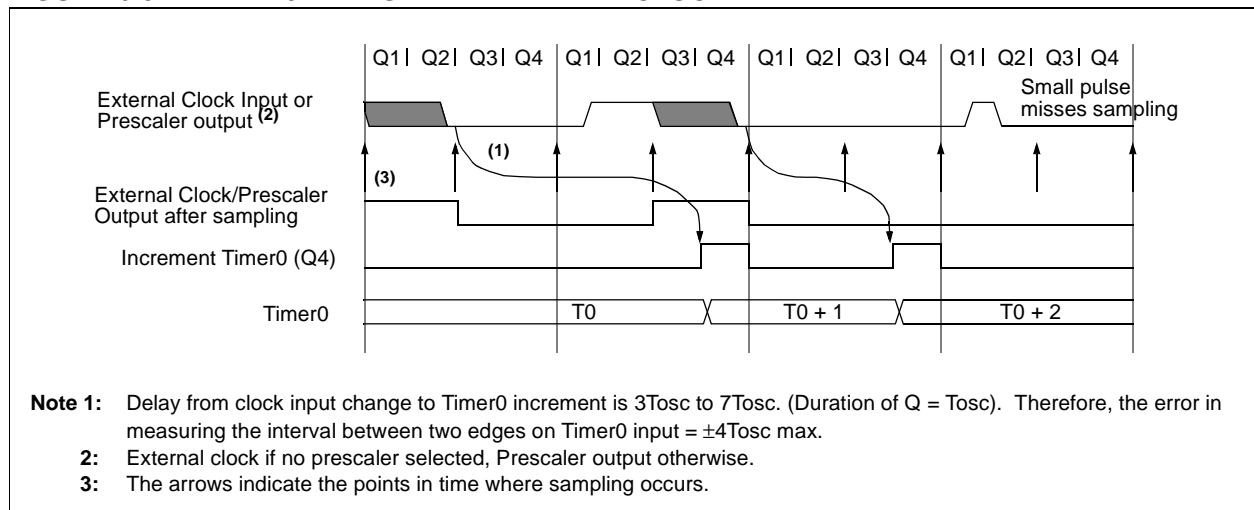 Q1| Q2| Q3| Q4 Q1| Q2| Q3| Q4 Q1| Q2| Q3| Q4 Q1| Q2| Q3| Q4
External Clock Input or
Prescaler output (2)
Small pulse
misses sampling
(1)
(3)
External Clock/Prescaler
Output after sampling
Increment Timer0 (Q4)
Timer0
T0
T0 + 1
T0 + 2
Note 1: Delay from clock input change to Timer0 increment is 3Tosc to 7Tosc. (Duration of Q = Tosc). Therefore, the error in
measuring the interval between two edges on Timer0 input = ±4Tosc max.
2: External clock if no prescaler selected, Prescaler output otherwise.
3: The arrows indicate the points in time where sampling occurs.